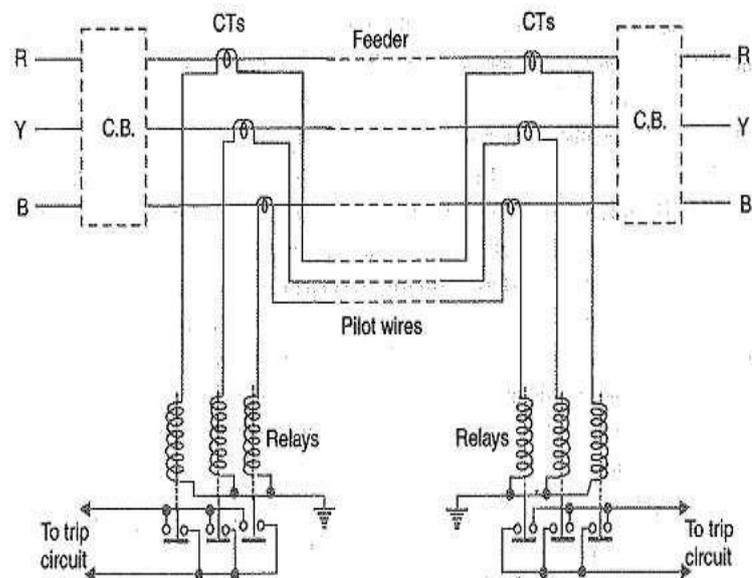 CTs
Feeder
CTs
R
R
Y
C.B.
C.B.
Y
B
B
Pilot wires
Relays
Relays
To trip
circuit
To trip
circuit